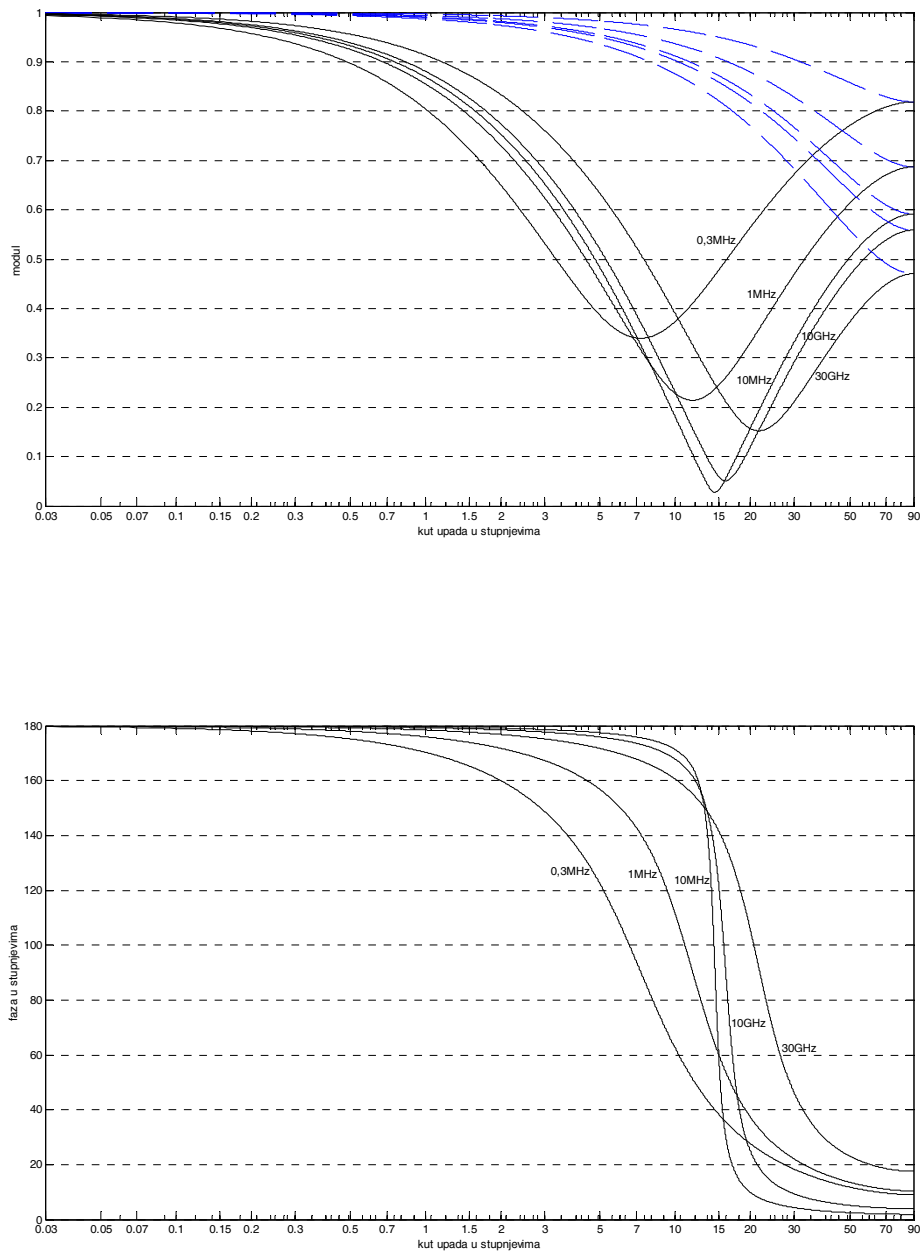 1
0.9
0.8
0.7
0.6
0.5
0.4
0.3
0.2
0.1
0
modul
0,3MHz
1MHz
10GHz
10MHz
30GHz
0.03 0.05 0.07 0.1 0.15 0.2 0.3 0.5 0.7 1 1.5 2 3 5 7 10 15 20 30 50 70 90
kut upada u stupnjevima
180
160
140
120
100
80
60
40
20
0
faza u stupnjevima
0,3MHz 1MHz 10MHz
10GHz
30GHz
0.03 0.05 0.07 0.1 0.15 0.2 0.3 0.5 0.7 1 1.5 2 3 5 7 10 15 20 30 50 70 90
kut upada u stupnjevima